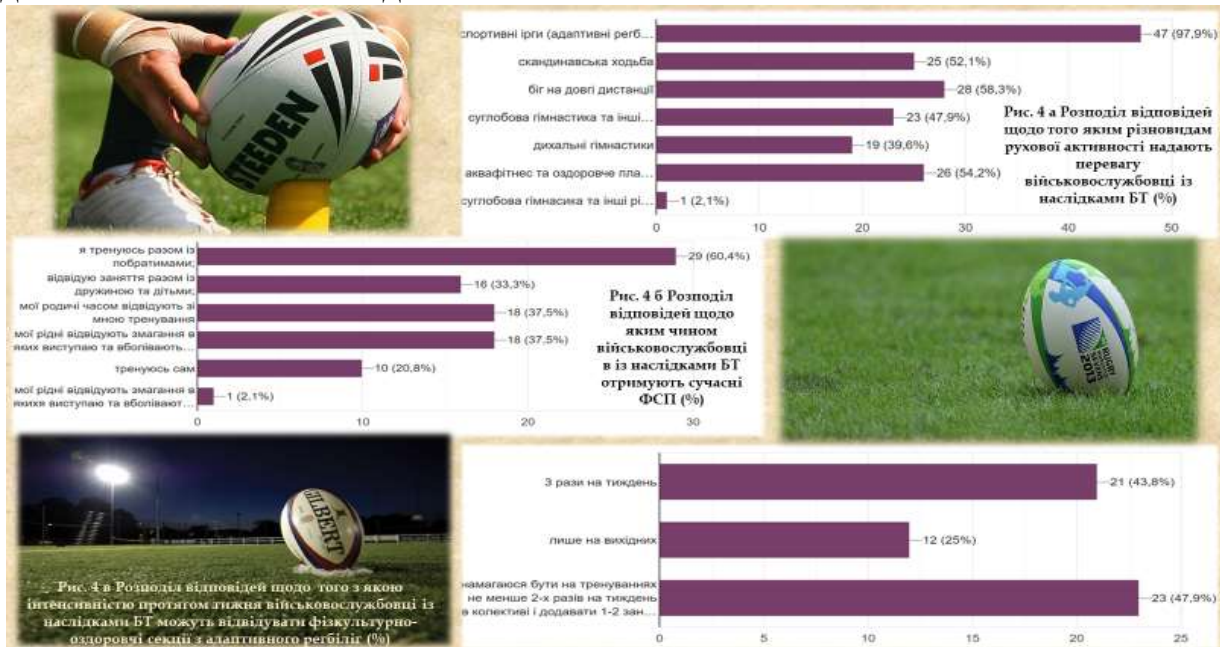 STEEDEN
спортивні ігри (адаптивні регб...
47 (97,9%)
скандинавська ходьба
25 (52,1%)
біг на довгі дистанції
28 (58,3%)
суглобова гімнастика та інші...
23 (47,9%)
дихальні гімнастики
19 (39,6%)
аквафітнес та оздоровче пла...
26 (54,2%)
суглобова гімнасика та інші рі...
1 (2,1%)
0 10 20 30 40 50
Рис. 4 а Розподіл відповідей
щодо того яким різновидам
рухової активності надають
перевагу
військовослужбовці із
наслідками БТ (%)
я тренуюсь разом із
побратимами;
29 (60,4%)
відвідую заняття разом із
дружиною та дітьми;
16 (33,3%)
мої родичі часом відвідують зі
мною тренування
18 (37,5%)
мої рідні відвідують змагання в
яких виступаю та вболівають...
18 (37,5%)
тренуюсь сам
10 (20,8%)
мої рідні відвідують змагання в
якихя виступаю та вболівают...
1 (2,1%)
0 10 20 30
Рис. 4 б Розподіл
відповідей щодо
яким чином
військовослужбовці
в із наслідками БТ
отримують сучасні
ФСП (%)
RUGBY
2013
GILBERT
Рис. 4 в Розподіл відповідей щодо того з якою
інтенсивністю протягом тижня військовослужбовці із
наслідками БТ можуть відвідувати фізкультурно-
оздоровчі секції з адаптивного регбіліг (%)
3 рази на тиждень
21 (43,8%)
лише на вихідних
12 (25%)
намагаюся бути на тренуваннях
не менше 2-х разів на тиждень
в колективі і додавати 1-2 зан...
23 (47,9%)
0 5 10 15 20 25